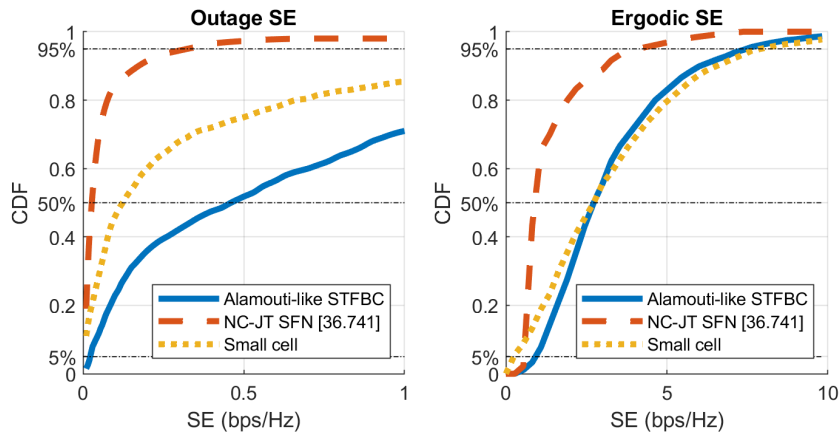 Outage SE
1
95%
0.8
0.6
50%
0.4
0.2
5%
0
CDF
0
0.5
1
SE (bps/Hz)
Alamouti-like STFBC
NC-JT SFN [36.741]
Small cell
Ergodic SE
1
95%
0.8
0.6
50%
0.4
0.2
5%
0
CDF
0
5
10
SE (bps/Hz)
Alamouti-like STFBC
NC-JT SFN [36.741]
Small cell